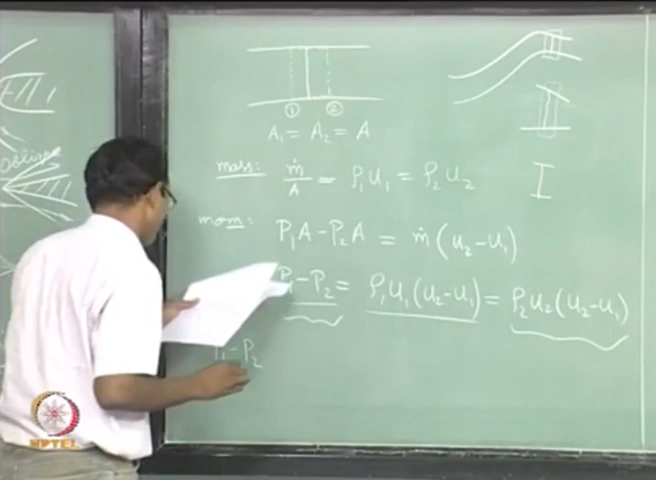 Oblique
① ②
A₁ = A₂ = A
mass: ṁ/A = ρ₁u₁ = ρ₂u₂
mom: P₁A - P₂A = ṁ(u₂-u₁)
P₁-P₂ = ρ₁u₁(u₂-u₁) = ρ₂u₂(u₂-u₁)
P₁-P₂
NPTEL